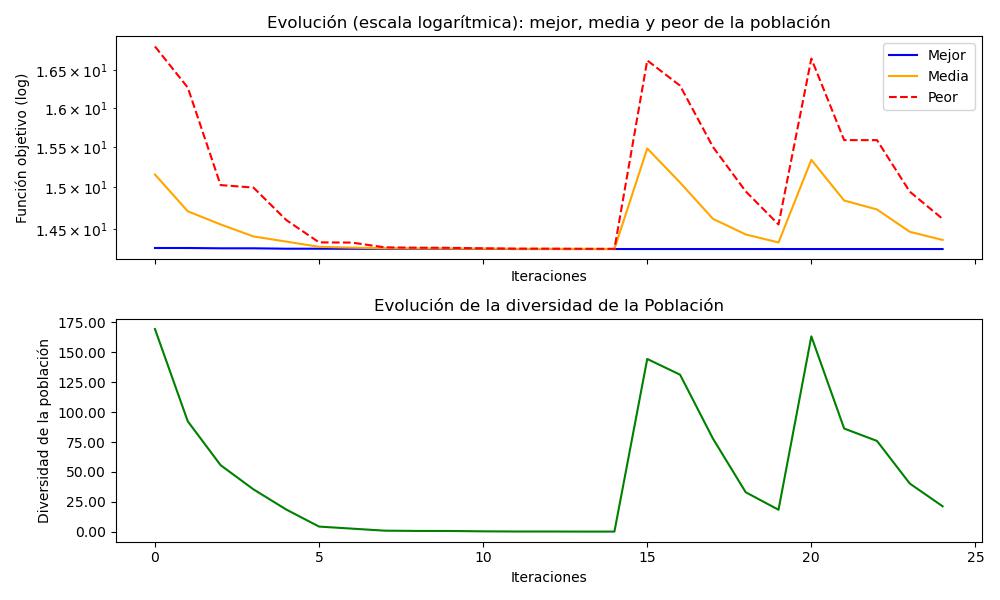 Evolución (escala logarítmica): mejor, media y peor de la población
Función objetivo (log)
1.65 × 10¹
1.6 × 10¹
1.55 × 10¹
1.5 × 10¹
1.45 × 10¹
Mejor
Media
Peor
Iteraciones
Evolución de la diversidad de la Población
Diversidad de la población
175.00
150.00
125.00
100.00
75.00
50.00
25.00
0.00
0 5 10 15 20 25
Iteraciones